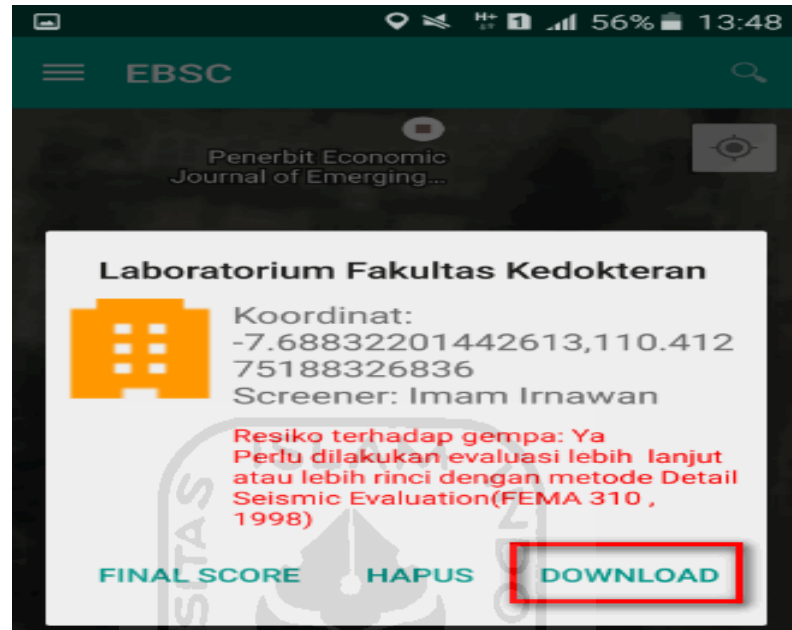 H+ 1 56% 13:48
EBSC
Penerbit Economic
Journal of Emerging...
Laboratorium Fakultas Kedokteran
Koordinat:
-7.68832201442613,110.412
75188326836
Screener: Imam Irnawan
Resiko terhadap gempa: Ya
Perlu dilakukan evaluasi lebih lanjut
atau lebih rinci dengan metode Detail
Seismic Evaluation(FEMA 310 ,
1998)
FINAL SCORE HAPUS DOWNLOAD